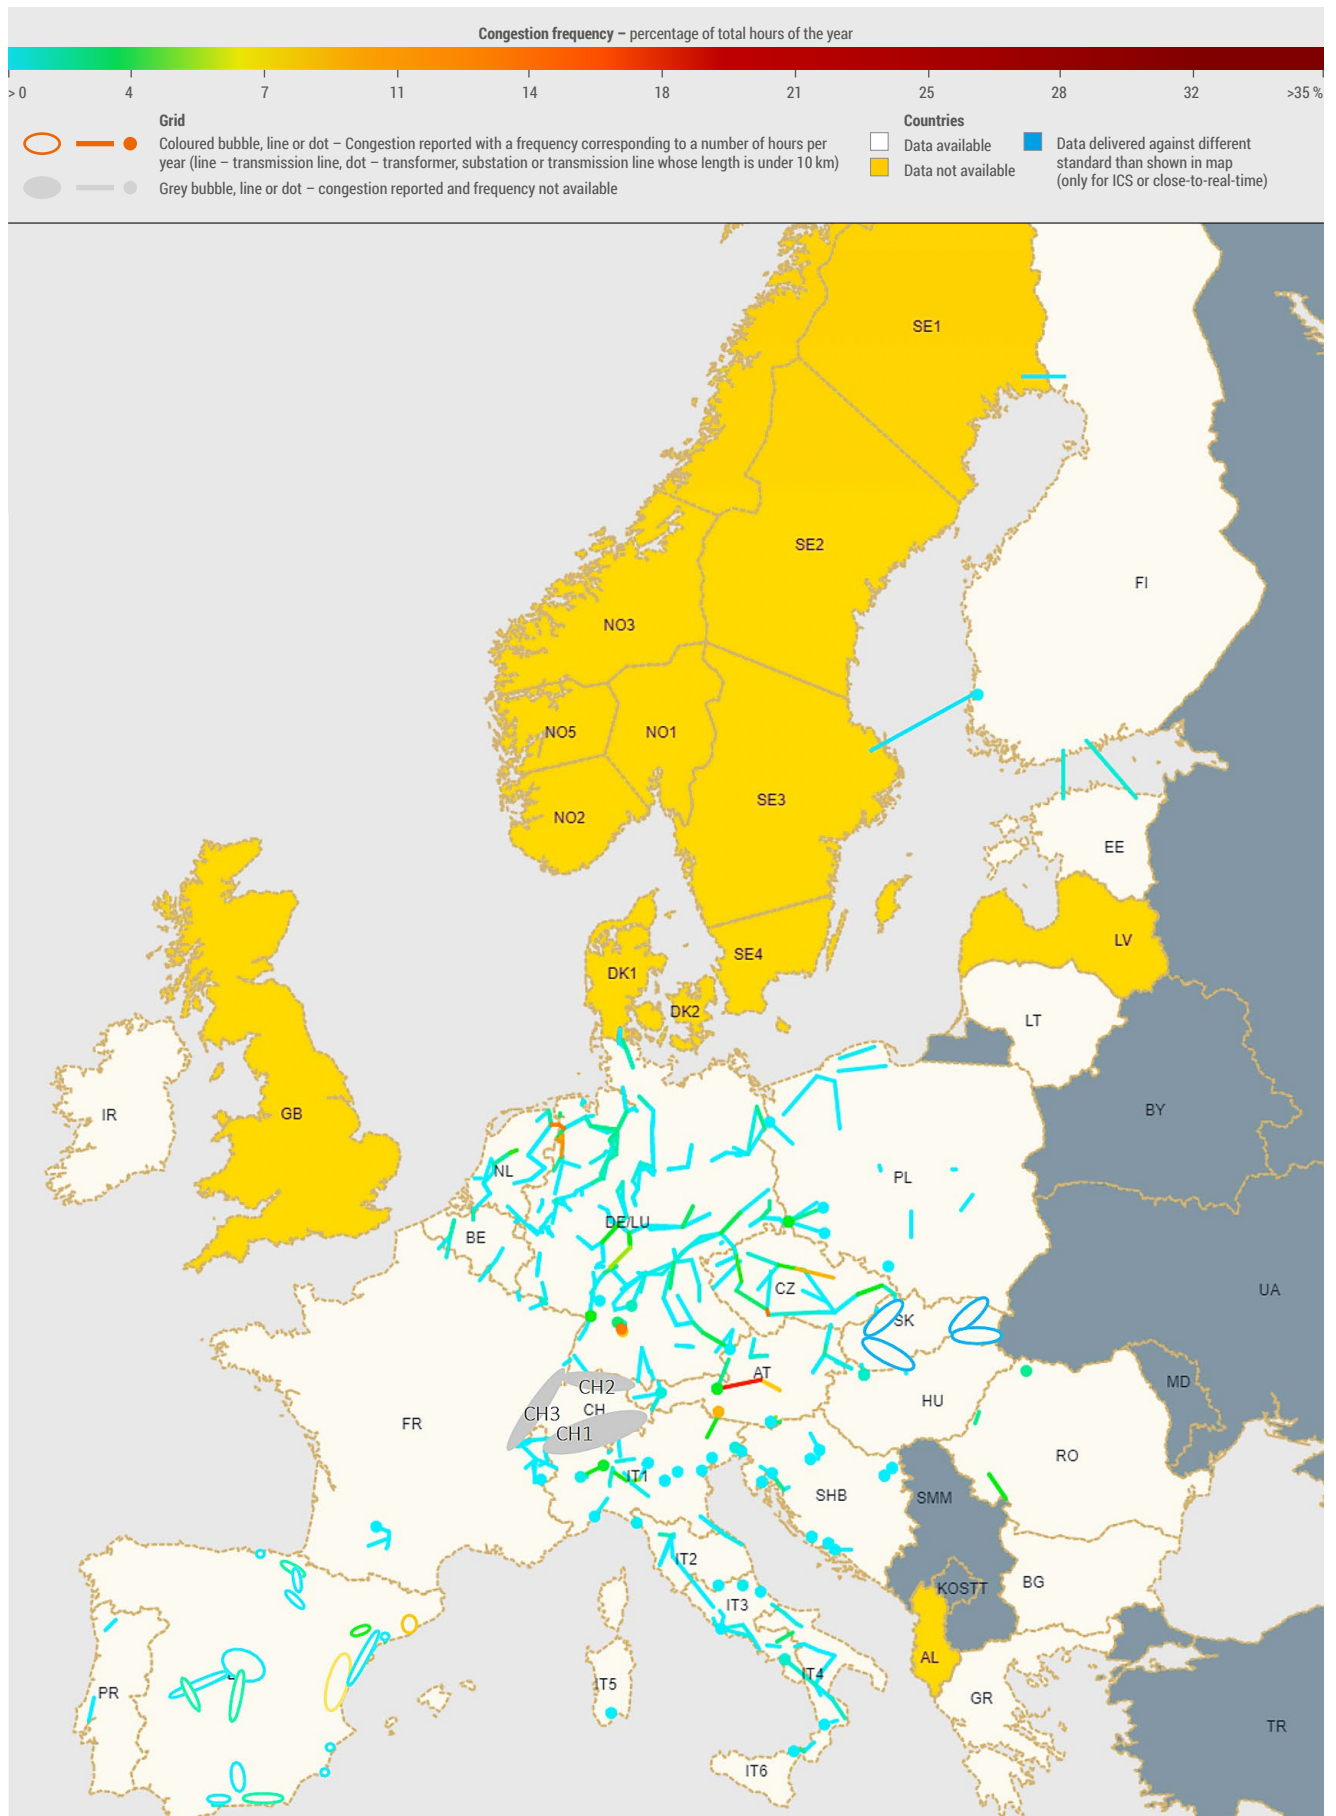 Congestion frequency – percentage of total hours of the year
> 0 4 7 11 14 18 21 25 28 32 >35 %
Grid
Coloured bubble, line or dot – Congestion reported with a frequency corresponding to a number of hours per
year (line – transmission line, dot – transformer, substation or transmission line whose length is under 10 km)
Grey bubble, line or dot – congestion reported and frequency not available
Countries
Data available
Data not available
Data delivered against different
standard than shown in map
(only for ICS or close-to-real-time)
SE1
SE2
FI
NO3
NO5
NO1
SE3
NO2
EE
LV
SE4
DK1
DK2
LT
IR
GB
BY
NL
PL
DE/LU
BE
CZ
UA
SK
AT
MD
CH2
HU
CH3
CH
FR
CH1
RO
IT1
SHB
SMM
IT2
KOSTT
BG
IT3
AL
IT4
PR
IT5
GR
TR
IT6